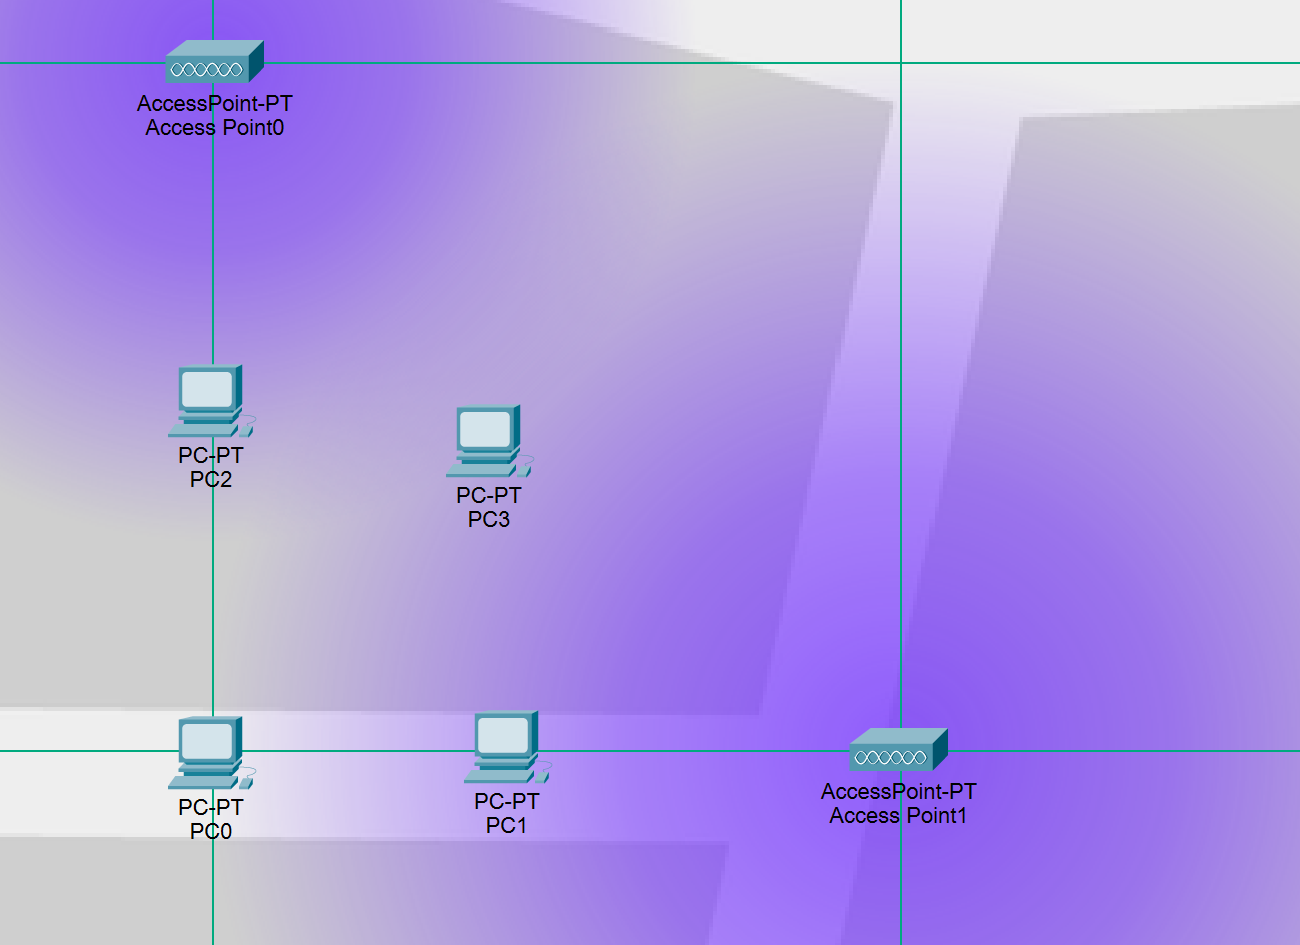 AccessPoint-PT
Access Point0
PC-PT
PC2
PC-PT
PC3
PC-PT
PC0
PC-PT
PC1
AccessPoint-PT
Access Point1